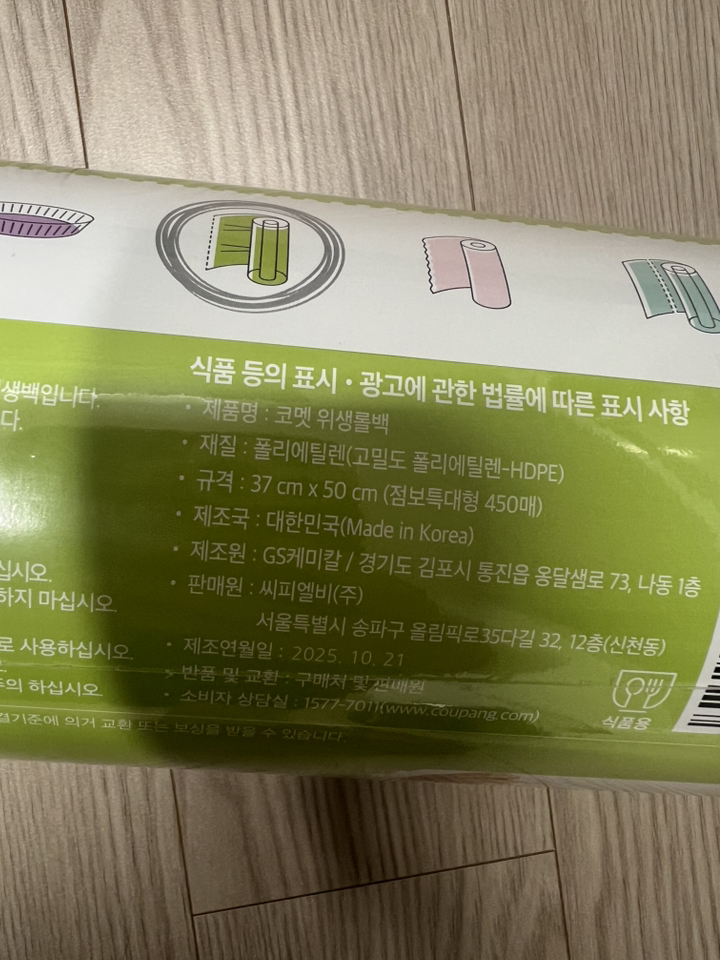 생백입니다.
다.
십시오.
하지 마십시오.
로 사용하십시오.
의 하십시오.
결기준에 의거 교환 또는 보상을 받을 수 있습니다.
식품 등의 표시 • 광고에 관한 법률에 따른 표시 사항
• 제품명 : 코멧 위생롤백
• 재질 : 폴리에틸렌(고밀도 폴리에틸렌-HDPE)
• 규격 : 37 cm x 50 cm (점보특대형 450매)
• 제조국 : 대한민국(Made in Korea)
• 제조원 : GS케미칼 / 경기도 김포시 통진읍 옹달샘로 73, 나동 1층
• 판매원 : 씨피엘비(주)
서울특별시 송파구 올림픽로35다길 32, 12층(신천동)
• 제조연월일 : 2025. 10. 21
• 반품 및 교환 : 구매처 및 판매원
• 소비자 상담실 : 1577-7011(www.coupang.com)
식품용